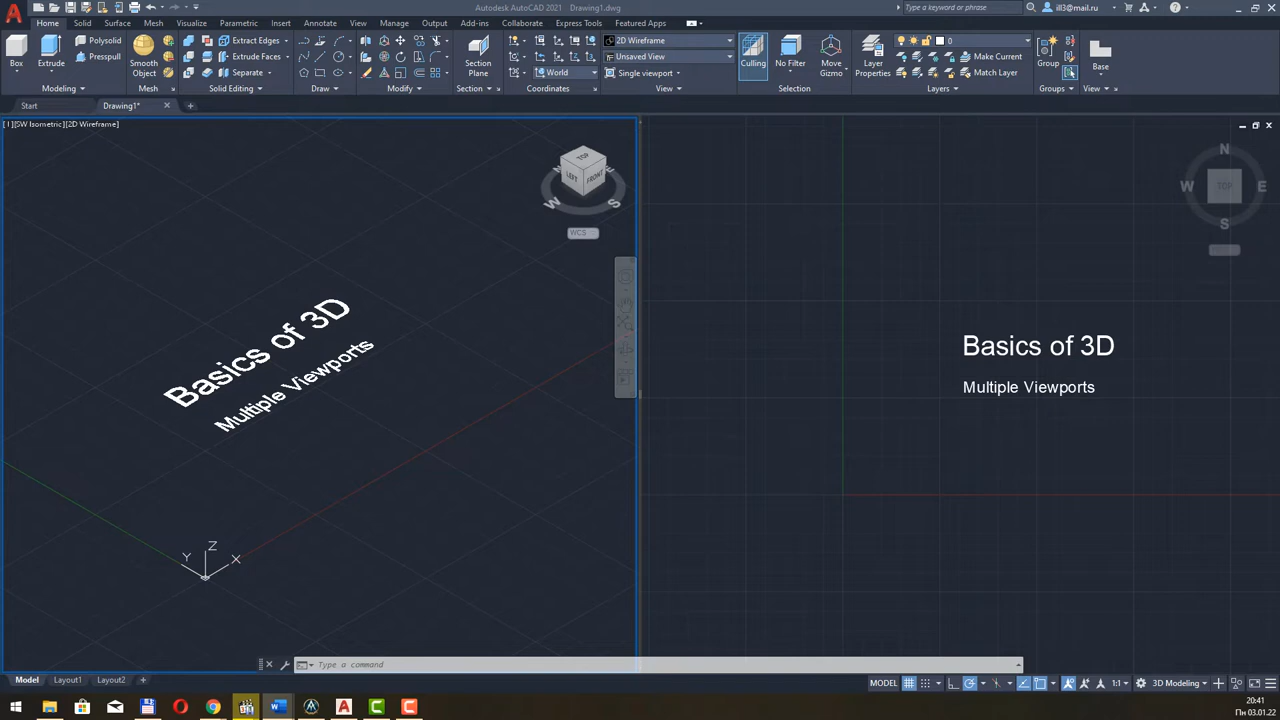 Autodesk AutoCAD 2021 Drawing1.dwg
Type a keyword or phrase
ill3@mail.ru
Home Solid Surface Mesh Visualize Parametric Insert Annotate View Manage Output Add-ins Collaborate Express Tools Featured Apps
Box
Extrude
Polysolid
Presspull
Modeling
Smooth
Object
Mesh
Extract Edges
Extrude Faces
Separate
Solid Editing
Draw
Modify
Section
Plane
Section
World
Coordinates
2D Wireframe
Unsaved View
Single viewport
View
Culling
No Filter
Move
Gizmo
Selection
Layer
Properties
0
Make Current
Match Layer
Layers
Group
Groups
Base
View
Start Drawing1*
[-][SW Isometric][2D Wireframe]
TOP
LEFT
FRONT
N
E
W
S
WCS
N
W
TOP
E
S
Basics of 3D
Multiple Viewports
Basics of 3D
Multiple Viewports
Z
Y
X
Type a command
Model Layout1 Layout2
MODEL
1:1
3D Modeling
20:41
Пн 03.01.22